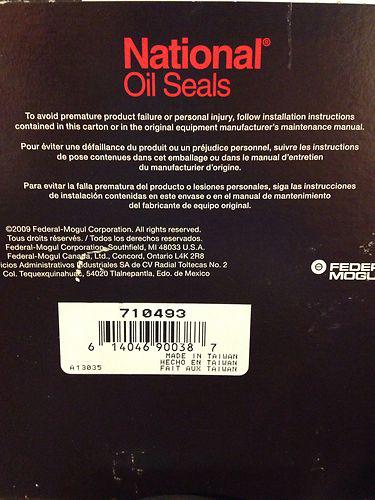 National®
Oil Seals
To avoid premature product failure or personal injury, follow installation instructions
contained in this carton or in the original equipment manufacturer's maintenance manual.
Pour éviter une défaillance du produit ou un préjudice personnel, suivre les instructions
de pose contenues dans cet emballage ou dans le manuel d'entretien
du manufacturier d'origine.
Para evitar la falla prematura del producto o lesiones personales, siga las instrucciones
de instalación contenidas en este envase o en el manual de mantenimiento
del fabricante de equipo original.
©2009 Federal-Mogul Corporation. All rights reserved.
Tous droits réservés. / Todos los derechos reservados.
Federal-Mogul Corporation, Southfield, MI 48033 U.S.A.
Federal-Mogul Canada, Ltd., Concord, Ontario L4K 2R8
icios Administrativos Industriales SA de CV Radial Toltecas No. 2
Col. Tequexquinahuac, 54020 Tlalnepantla, Edo. de Mexico
FEDER
MOGU
710493
6 14046 90038 7
MADE IN TAIWAN
HECHO EN TAIWAN
A13035 FAIT AUX TAIWAN